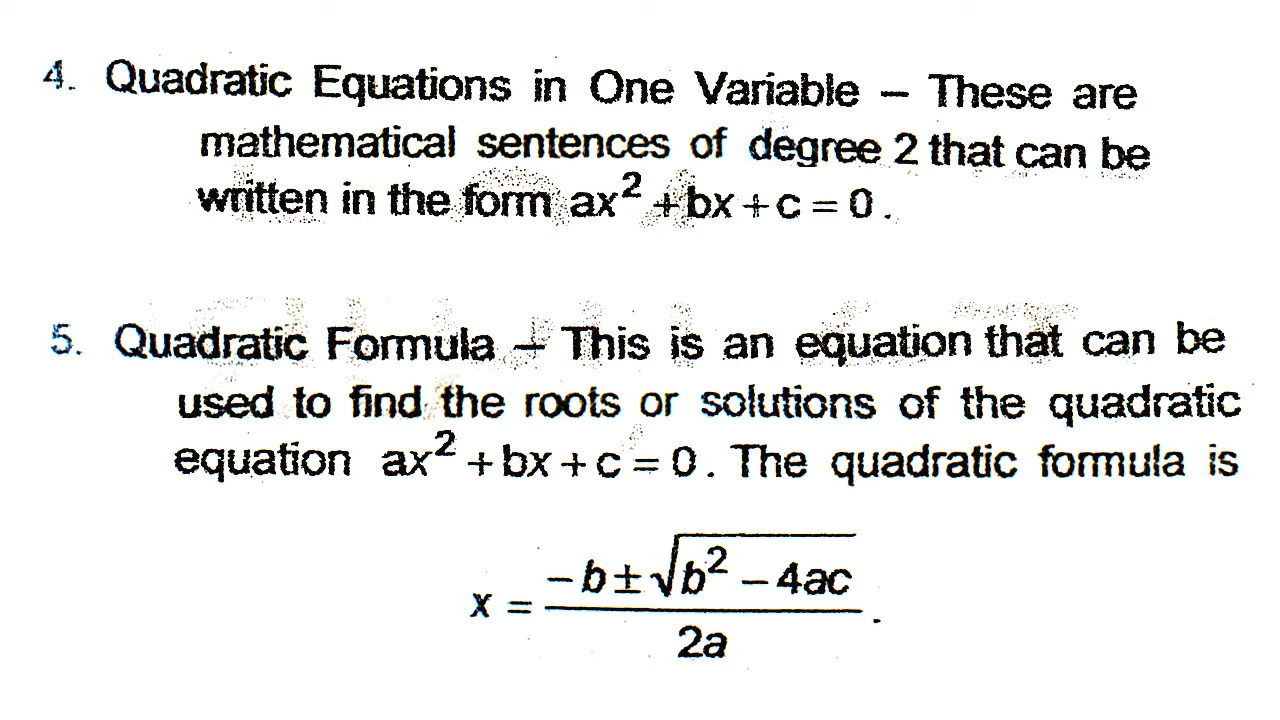 4. Quadratic Equations in One Variable – These are
mathematical sentences of degree 2 that can be
written in the form ax² + bx + c = 0.
5. Quadratic Formula – This is an equation that can be
used to find the roots or solutions of the quadratic
equation ax² + bx + c = 0. The quadratic formula is
x = (-b ± √(b² - 4ac)) / 2a.